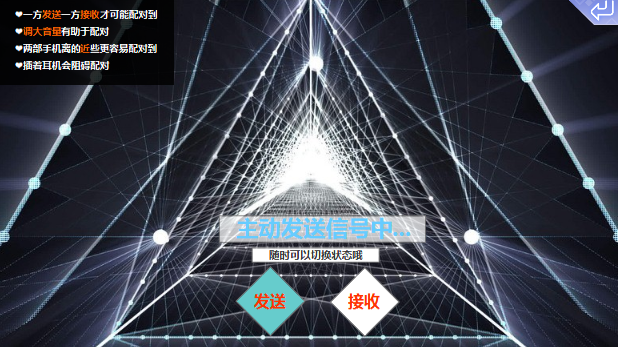 ❤一方发送一方接收才可能配对到
❤调大音量有助于配对
❤两部手机离的近些更容易配对到
❤插着耳机会阻碍配对
主动发送信号中...
随时可以切换状态哦
发送
接收